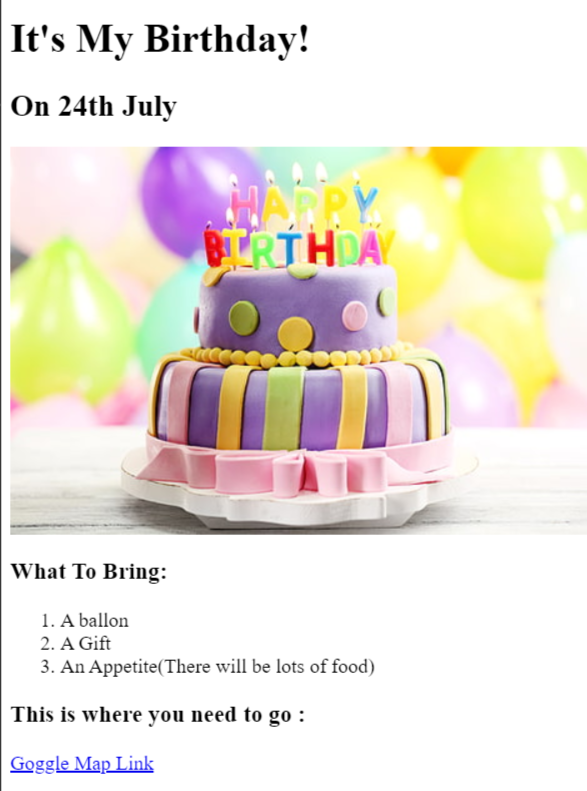 It's My Birthday!
On 24th July
HAPPY
BIRTHDAY
What To Bring:
1. A ballon
2. A Gift
3. An Appetite(There will be lots of food)
This is where you need to go :
Goggle Map Link